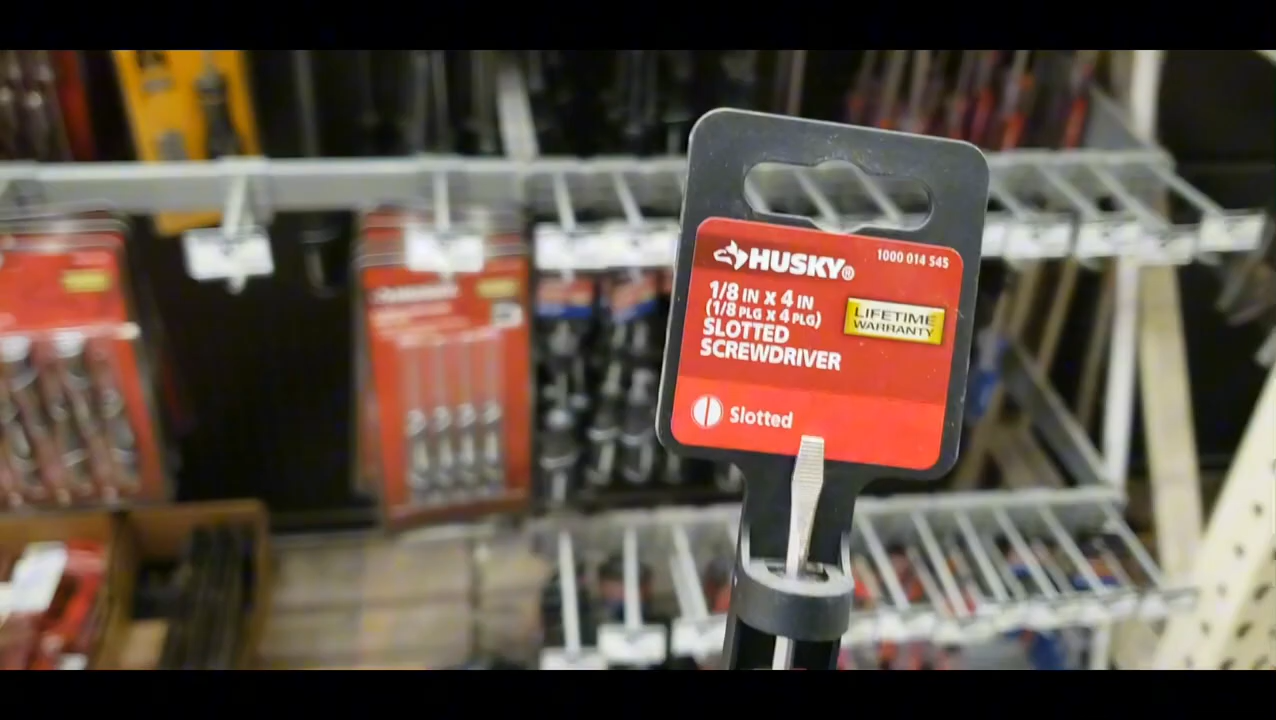 HUSKY®
1000 014 545
1/8 IN x 4 IN
(1/8 PLG x 4 PLG)
SLOTTED
SCREWDRIVER
LIFETIME
WARRANTY
Slotted